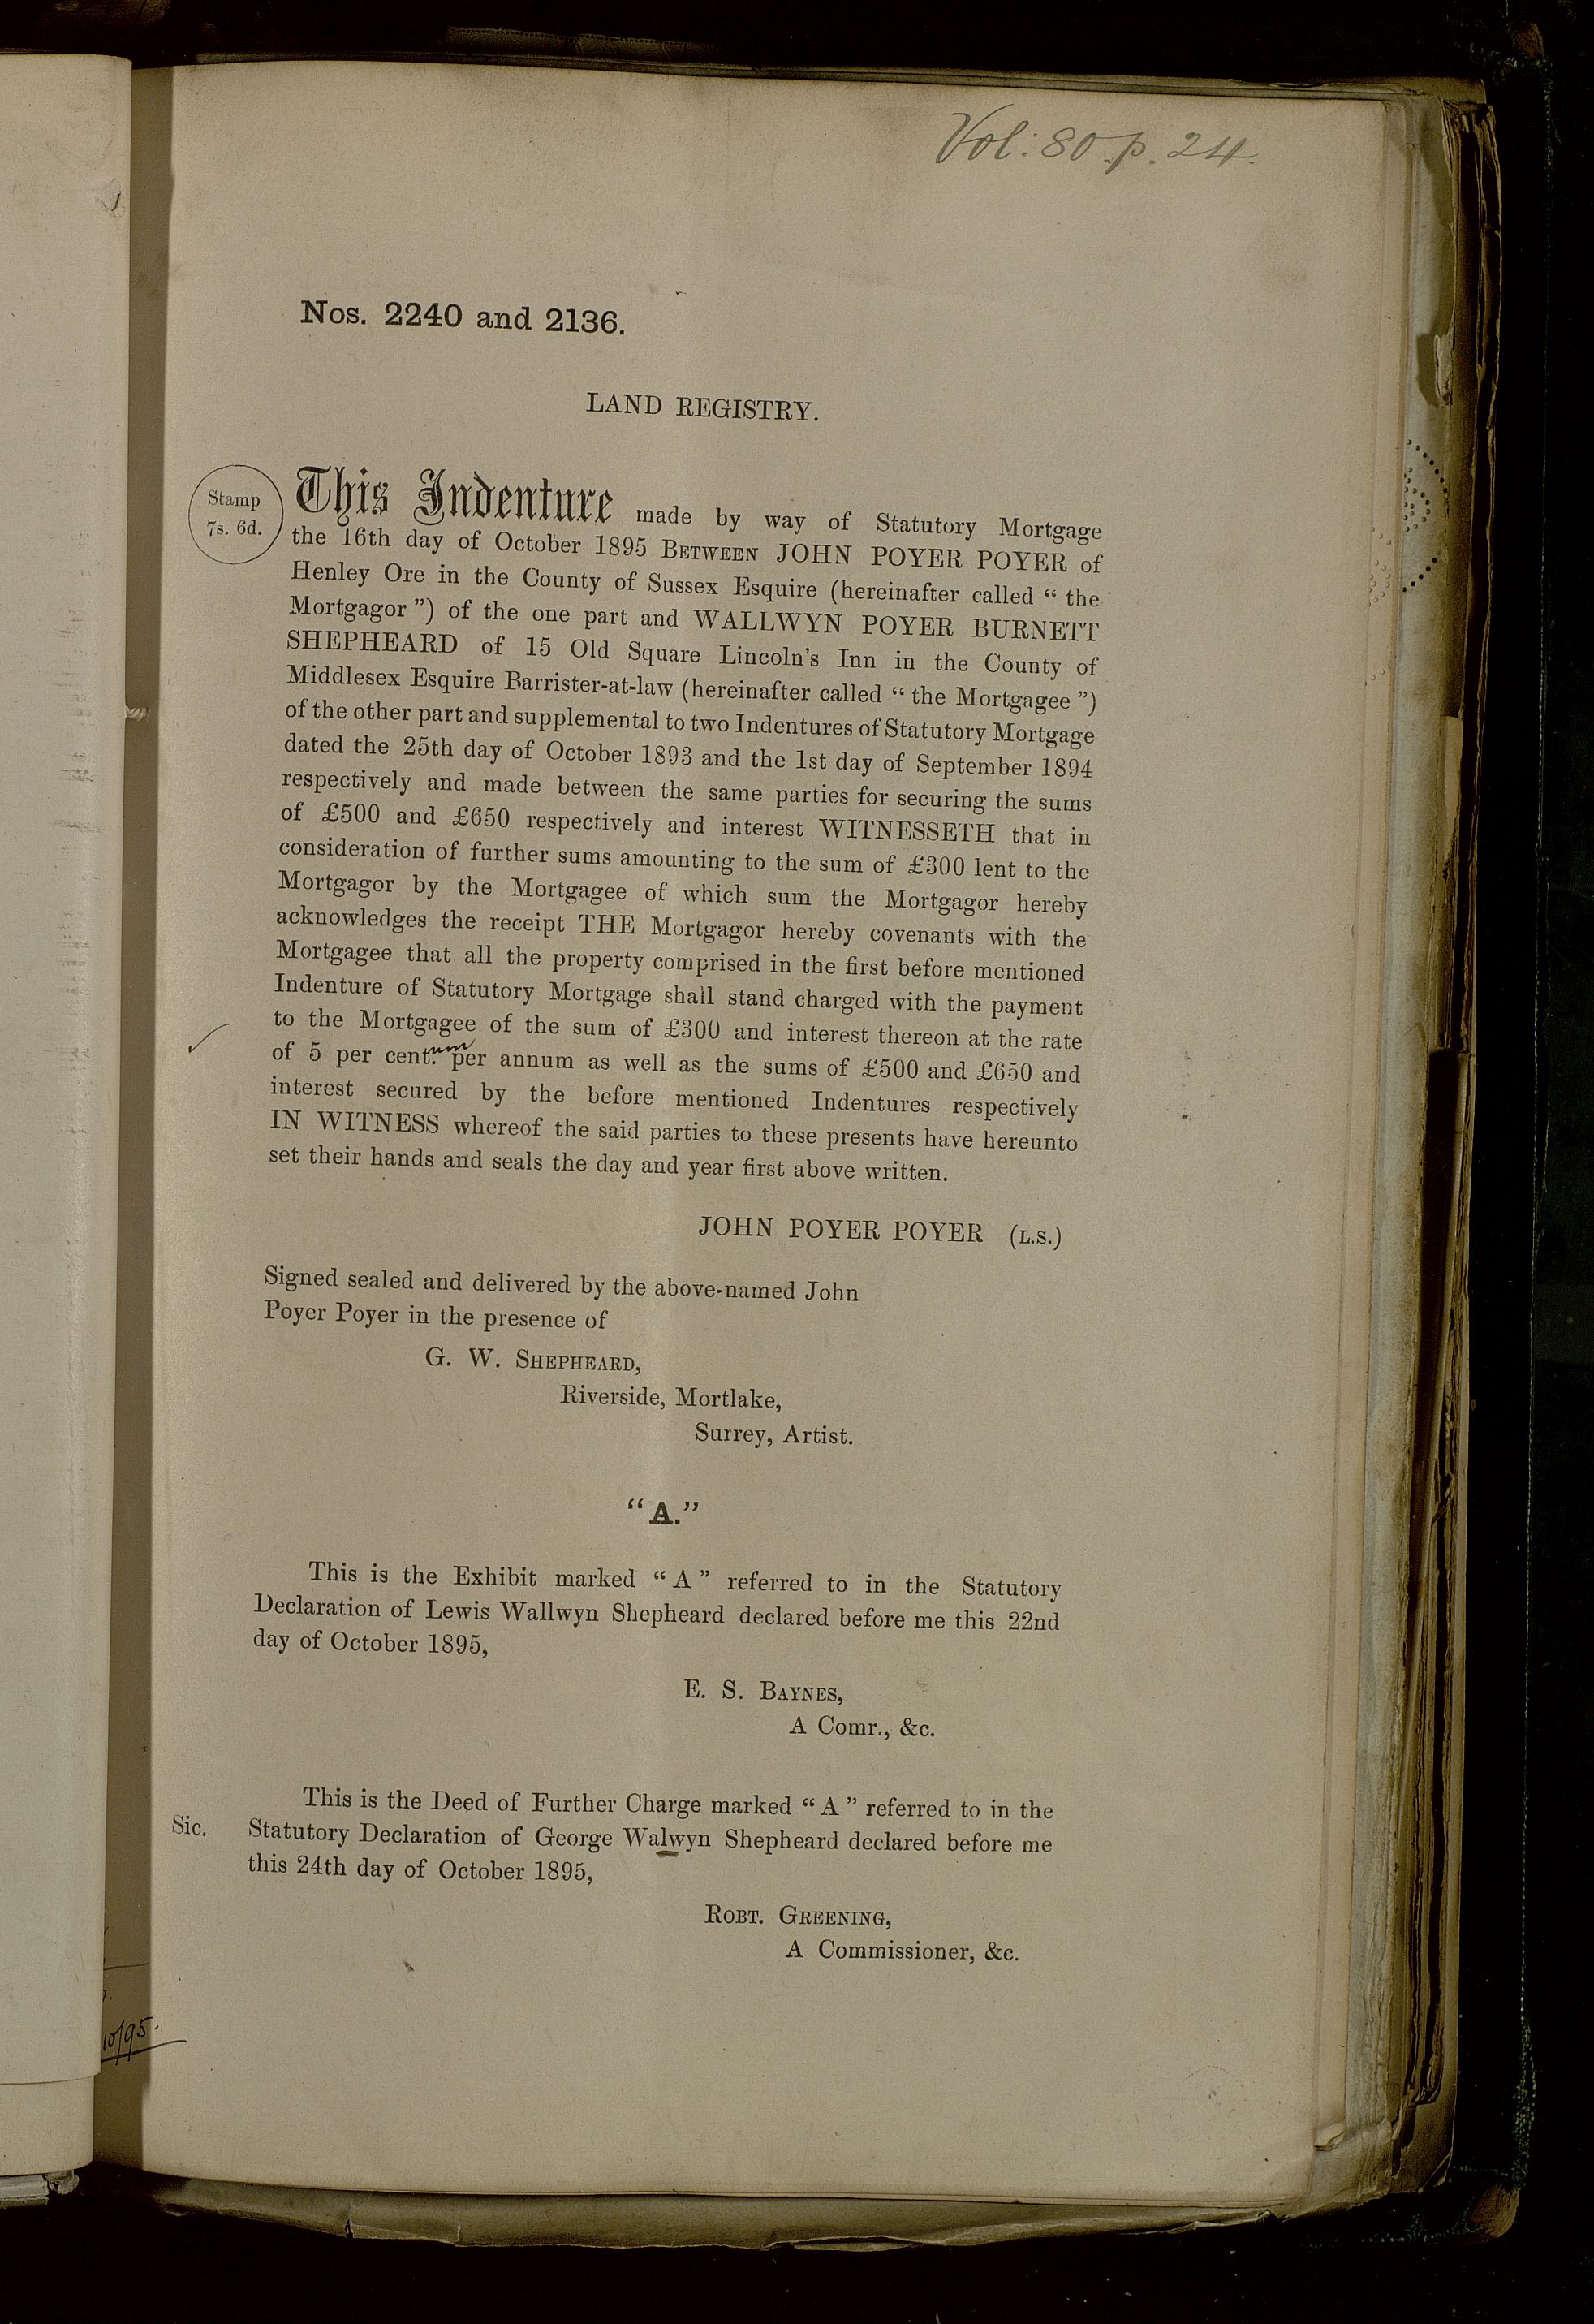 Vol: 80. p. 24.
Nos. 2240 and 2136.
LAND REGISTRY.
Stamp
7s. 6d.
This Indenture made by way of Statutory Mortgage
the 16th day of October 1895 BETWEEN JOHN POYER POYER of
Henley Ore in the County of Sussex Esquire (hereinafter called “ the
Mortgagor ”) of the one part and WALLWYN POYER BURNETT
SHEPHEARD of 15 Old Square Lincoln's Inn in the County of
Middlesex Esquire Barrister-at-law (hereinafter called “ the Mortgagee ”)
of the other part and supplemental to two Indentures of Statutory Mortgage
dated the 25th day of October 1893 and the 1st day of September 1894
respectively and made between the same parties for securing the sums
of £500 and £650 respectively and interest WITNESSETH that in
consideration of further sums amounting to the sum of £300 lent to the
Mortgagor by the Mortgagee of which sum the Mortgagor hereby
acknowledges the receipt THE Mortgagor hereby covenants with the
Mortgagee that all the property comprised in the first before mentioned
Indenture of Statutory Mortgage shall stand charged with the payment
to the Mortgagee of the sum of £300 and interest thereon at the rate
of 5 per cent.um per annum as well as the sums of £500 and £650 and
interest secured by the before mentioned Indentures respectively
IN WITNESS whereof the said parties to these presents have hereunto
set their hands and seals the day and year first above written.
JOHN POYER POYER (L.S.)
Signed sealed and delivered by the above-named John
Poyer Poyer in the presence of
G. W. SHEPHEARD,
Riverside, Mortlake,
Surrey, Artist.
“A.”
This is the Exhibit marked “ A ” referred to in the Statutory
Declaration of Lewis Wallwyn Shepheard declared before me this 22nd
day of October 1895,
E. S. BAYNES,
A Comr., &c.
This is the Deed of Further Charge marked “ A ” referred to in the
Sic. Statutory Declaration of George Walwyn Shepheard declared before me
this 24th day of October 1895,
ROBT. GREENING,
A Commissioner, &c.
10/95.